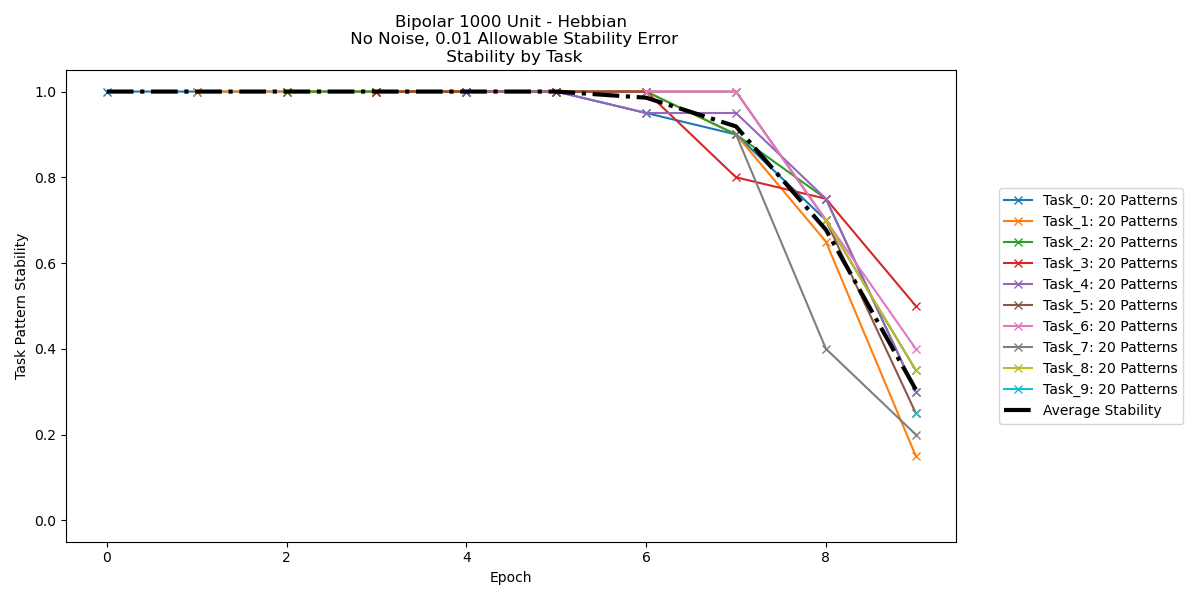 Bipolar 1000 Unit - Hebbian
No Noise, 0.01 Allowable Stability Error
Stability by Task
1.0
0.8
0.6
0.4
0.2
0.0
Task Pattern Stability
0 2 4 6 8
Epoch
Task_0: 20 Patterns
Task_1: 20 Patterns
Task_2: 20 Patterns
Task_3: 20 Patterns
Task_4: 20 Patterns
Task_5: 20 Patterns
Task_6: 20 Patterns
Task_7: 20 Patterns
Task_8: 20 Patterns
Task_9: 20 Patterns
Average Stability